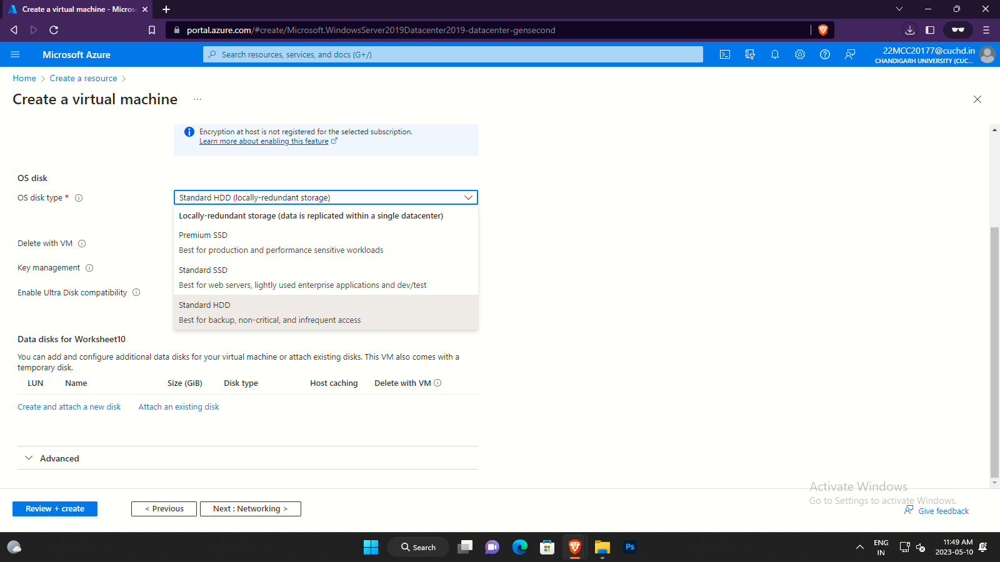 Create a virtual machine - Micros
portal.azure.com/#create/Microsoft.WindowsServer2019Datacenter2019-datacenter-gensecond
Microsoft Azure
Search resources, services, and docs (G+/)
22MCC20177@cuchd.in
CHANDIGARH UNIVERSITY (CUC...
Home > Create a resource >
Create a virtual machine ...
Encryption at host is not registered for the selected subscription.
Learn more about enabling this feature
OS disk
OS disk type *
Standard HDD (locally-redundant storage)
Locally-redundant storage (data is replicated within a single datacenter)
Premium SSD
Best for production and performance sensitive workloads
Standard SSD
Best for web servers, lightly used enterprise applications and dev/test
Standard HDD
Best for backup, non-critical, and infrequent access
Delete with VM
Key management
Enable Ultra Disk compatibility
Data disks for Worksheet10
You can add and configure additional data disks for your virtual machine or attach existing disks. This VM also comes with a
temporary disk.
LUN Name Size (GiB) Disk type Host caching Delete with VM
Create and attach a new disk Attach an existing disk
Advanced
Activate Windows
Go to Settings to activate Windows.
Review + create < Previous Next : Networking >
Give feedback
Search
Ps
ENG
IN
11:49 AM
2023-05-10